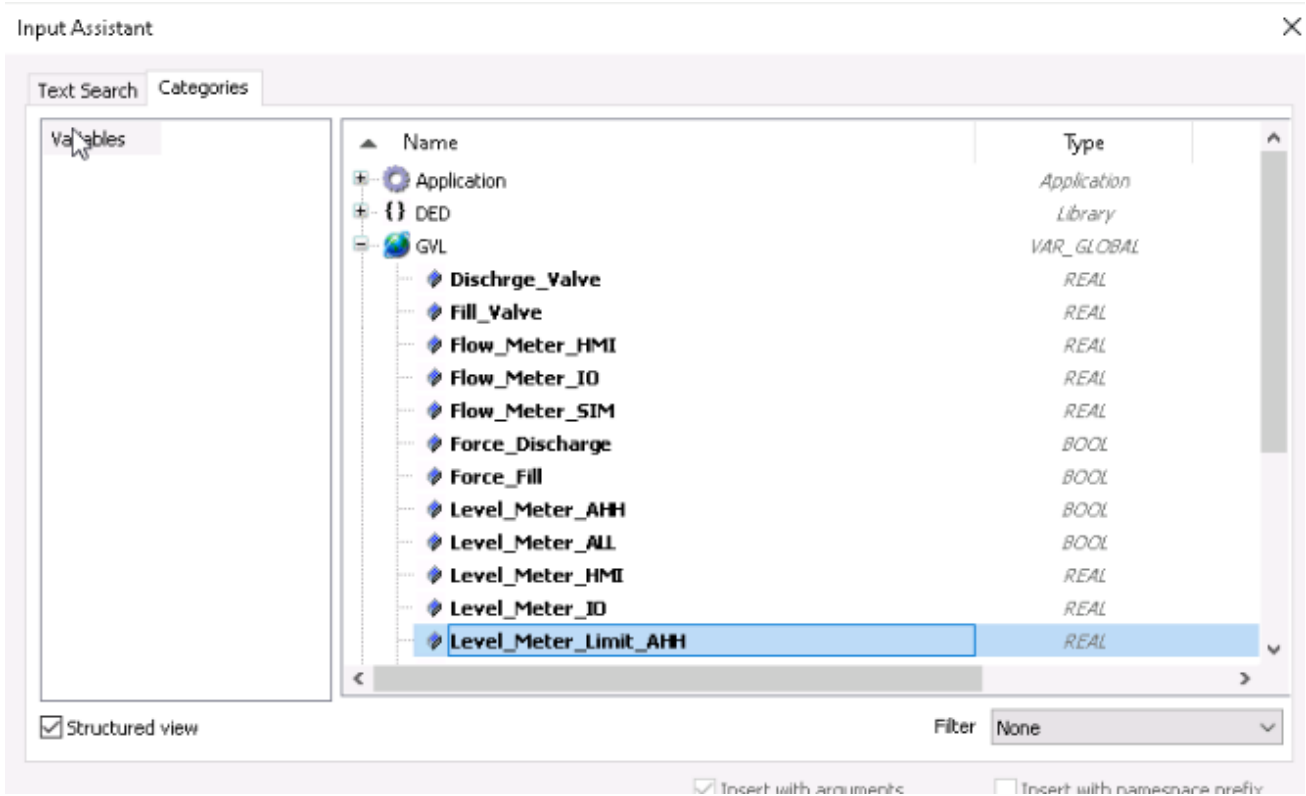 Input Assistant
Text Search Categories
Variables
Name Type
Application Application
{} DED Library
GVL VAR_GLOBAL
Dischrge_Valve REAL
Fill_Valve REAL
Flow_Meter_HMI REAL
Flow_Meter_IO REAL
Flow_Meter_SIM REAL
Force_Discharge BOOL
Force_Fill BOOL
Level_Meter_AHH BOOL
Level_Meter_ALL BOOL
Level_Meter_HMI REAL
Level_Meter_IO REAL
Level_Meter_Limit_AHH REAL
Structured view Filter None
Insert with arguments Insert with namespace prefix